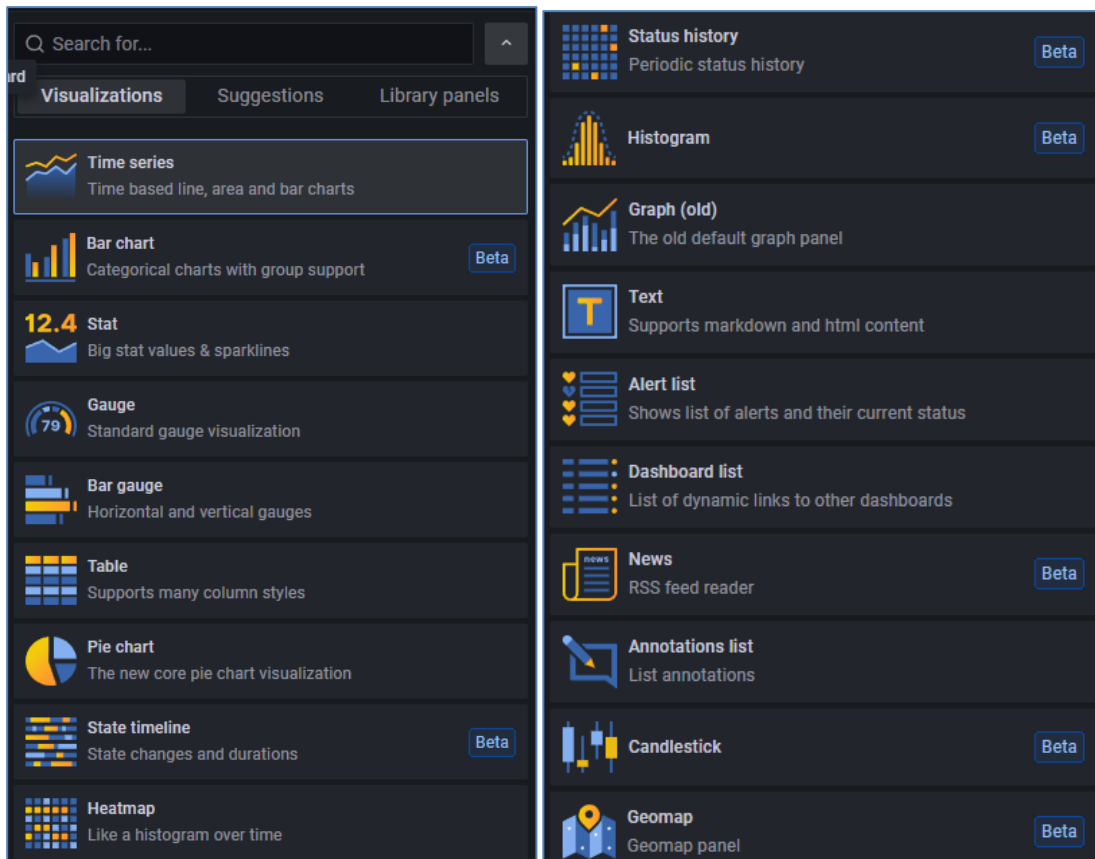 Search for...
rd
Visualizations Suggestions Library panels
Time series
Time based line, area and bar charts
Bar chart
Categorical charts with group support
Beta
12.4
Stat
Big stat values & sparklines
79
Gauge
Standard gauge visualization
Bar gauge
Horizontal and vertical gauges
Table
Supports many column styles
Pie chart
The new core pie chart visualization
State timeline
State changes and durations
Beta
Heatmap
Like a histogram over time
Status history
Periodic status history
Beta
Histogram
Beta
Graph (old)
The old default graph panel
T
Text
Supports markdown and html content
Alert list
Shows list of alerts and their current status
Dashboard list
List of dynamic links to other dashboards
news
News
RSS feed reader
Beta
Annotations list
List annotations
Candlestick
Beta
Geomap
Geomap panel
Beta